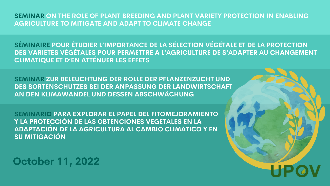 SEMINAR ON THE ROLE OF PLANT BREEDING AND PLANT VARIETY PROTECTION IN ENABLING
AGRICULTURE TO MITIGATE AND ADAPT TO CLIMATE CHANGE
SÉMINAIRE POUR ÉTUDIER L'IMPORTANCE DE LA SÉLECTION VÉGÉTALE ET DE LA PROTECTION
DES VARIÉTÉS VÉGÉTALES POUR PERMETTRE À L'AGRICULTURE DE S'ADAPTER AU CHANGEMENT
CLIMATIQUE ET D'EN ATTÉNUER LES EFFETS
SEMINAR ZUR BELEUCHTUNG DER ROLLE DER PFLANZENZÜCHTUNG UND
DES SORTENSCHUTZES BEI DER ANPASSUNG DER LANDWIRTSCHAFT
AN DEN KLIMAWANDEL UND DESSEN ABSCHWÄCHUNG
SEMINARIO PARA EXPLORAR EL PAPEL DEL FITOMEJORAMIENTO
Y LA PROTECCIÓN DE LAS OBTENCIONES VEGETALES EN LA
ADAPTACIÓN DE LA AGRICULTURA AL CAMBIO CLIMÁTICO Y EN
SU MITIGACIÓN
October 11, 2022
UPOV